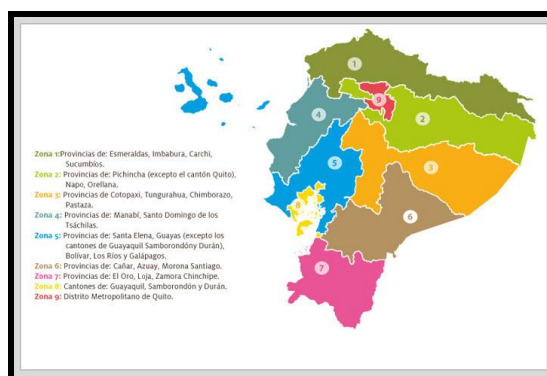 Zona 1:Provincias de: Esmeraldas, Imbabura, Carchi,
Sucumbíos.
Zona 2: Provincias de: Pichincha (excepto el cantón Quito),
Napo, Orellana.
Zona 3: Provincias de Cotopaxi, Tungurahua, Chimborazo,
Pastaza.
Zona 4: Provincias de: Manabí, Santo Domingo de los
Tsáchilas.
Zona 5: Provincias de: Santa Elena, Guayas (excepto los
cantones de Guayaquil Samborondóny Durán),
Bolívar, Los Ríos y Galápagos.
Zona 6: Provincias de: Cañar, Azuay, Morona Santiago.
Zona 7: Provincias de: El Oro, Loja, Zamora Chinchipe.
Zona 8: Cantones de: Guayaquil, Samborondón y Durán.
Zona 9: Distrito Metropolitano de Quito.
1
9
4
2
5
3
8
6
7